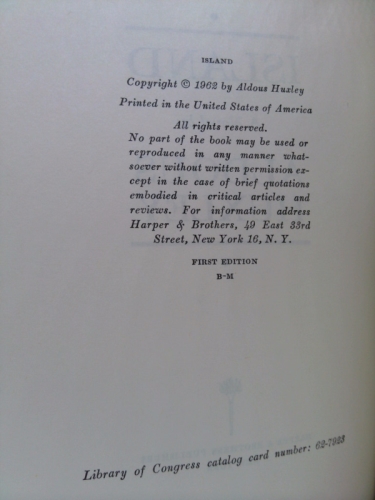 ISLAND
Copyright © 1962 by Aldous Huxley
Printed in the United States of America
All rights reserved.
No part of the book may be used or
reproduced in any manner what-
soever without written permission ex-
cept in the case of brief quotations
embodied in critical articles and
reviews. For information address
Harper & Brothers, 49 East 33rd
Street, New York 16, N. Y.
FIRST EDITION
B-M
Library of Congress catalog card number: 62-7923